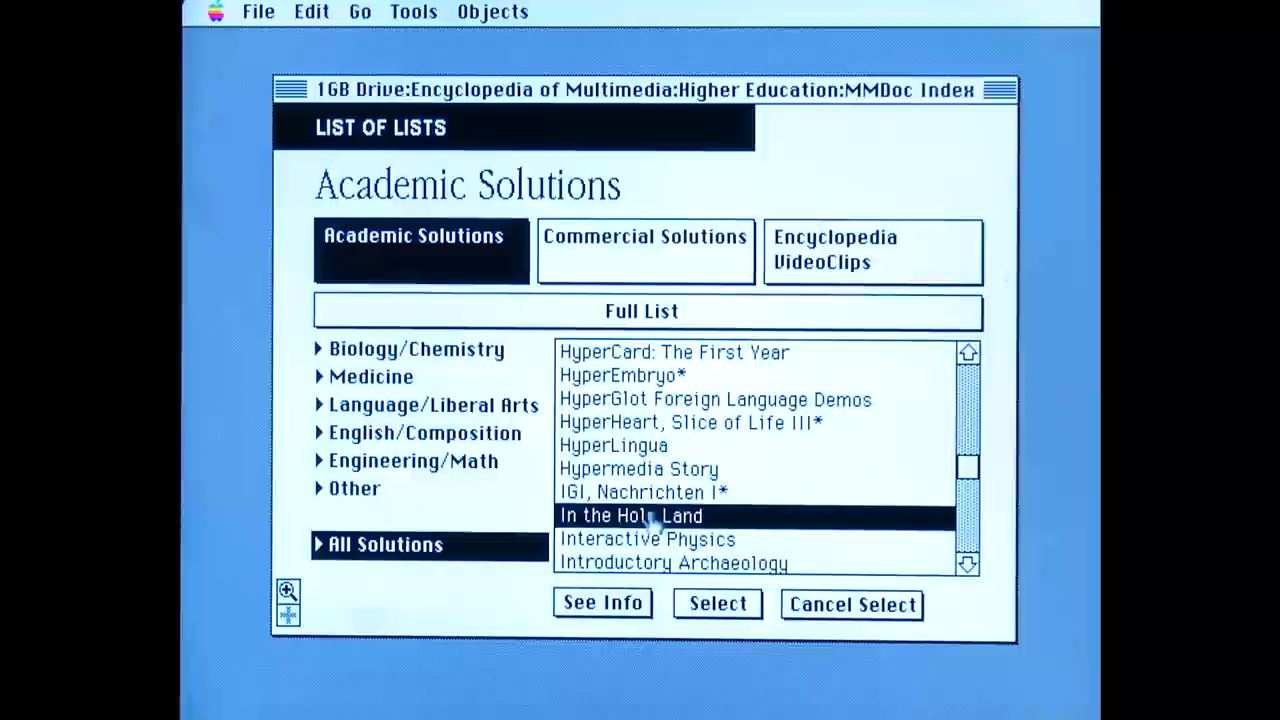 File Edit Go Tools Objects
1GB Drive:Encyclopedia of Multimedia:Higher Education:MMDoc Index
LIST OF LISTS
Academic Solutions
Academic Solutions
Commercial Solutions
Encyclopedia
VideoClips
Full List
Biology/Chemistry
Medicine
Language/Liberal Arts
English/Composition
Engineering/Math
Other
All Solutions
HyperCard: The First Year
HyperEmbryo*
HyperGlot Foreign Language Demos
HyperHeart, Slice of Life III*
HyperLingua
Hypermedia Story
IGI, Nachrichten I*
In the Holy Land
Interactive Physics
Introductory Archaeology
See Info
Select
Cancel Select